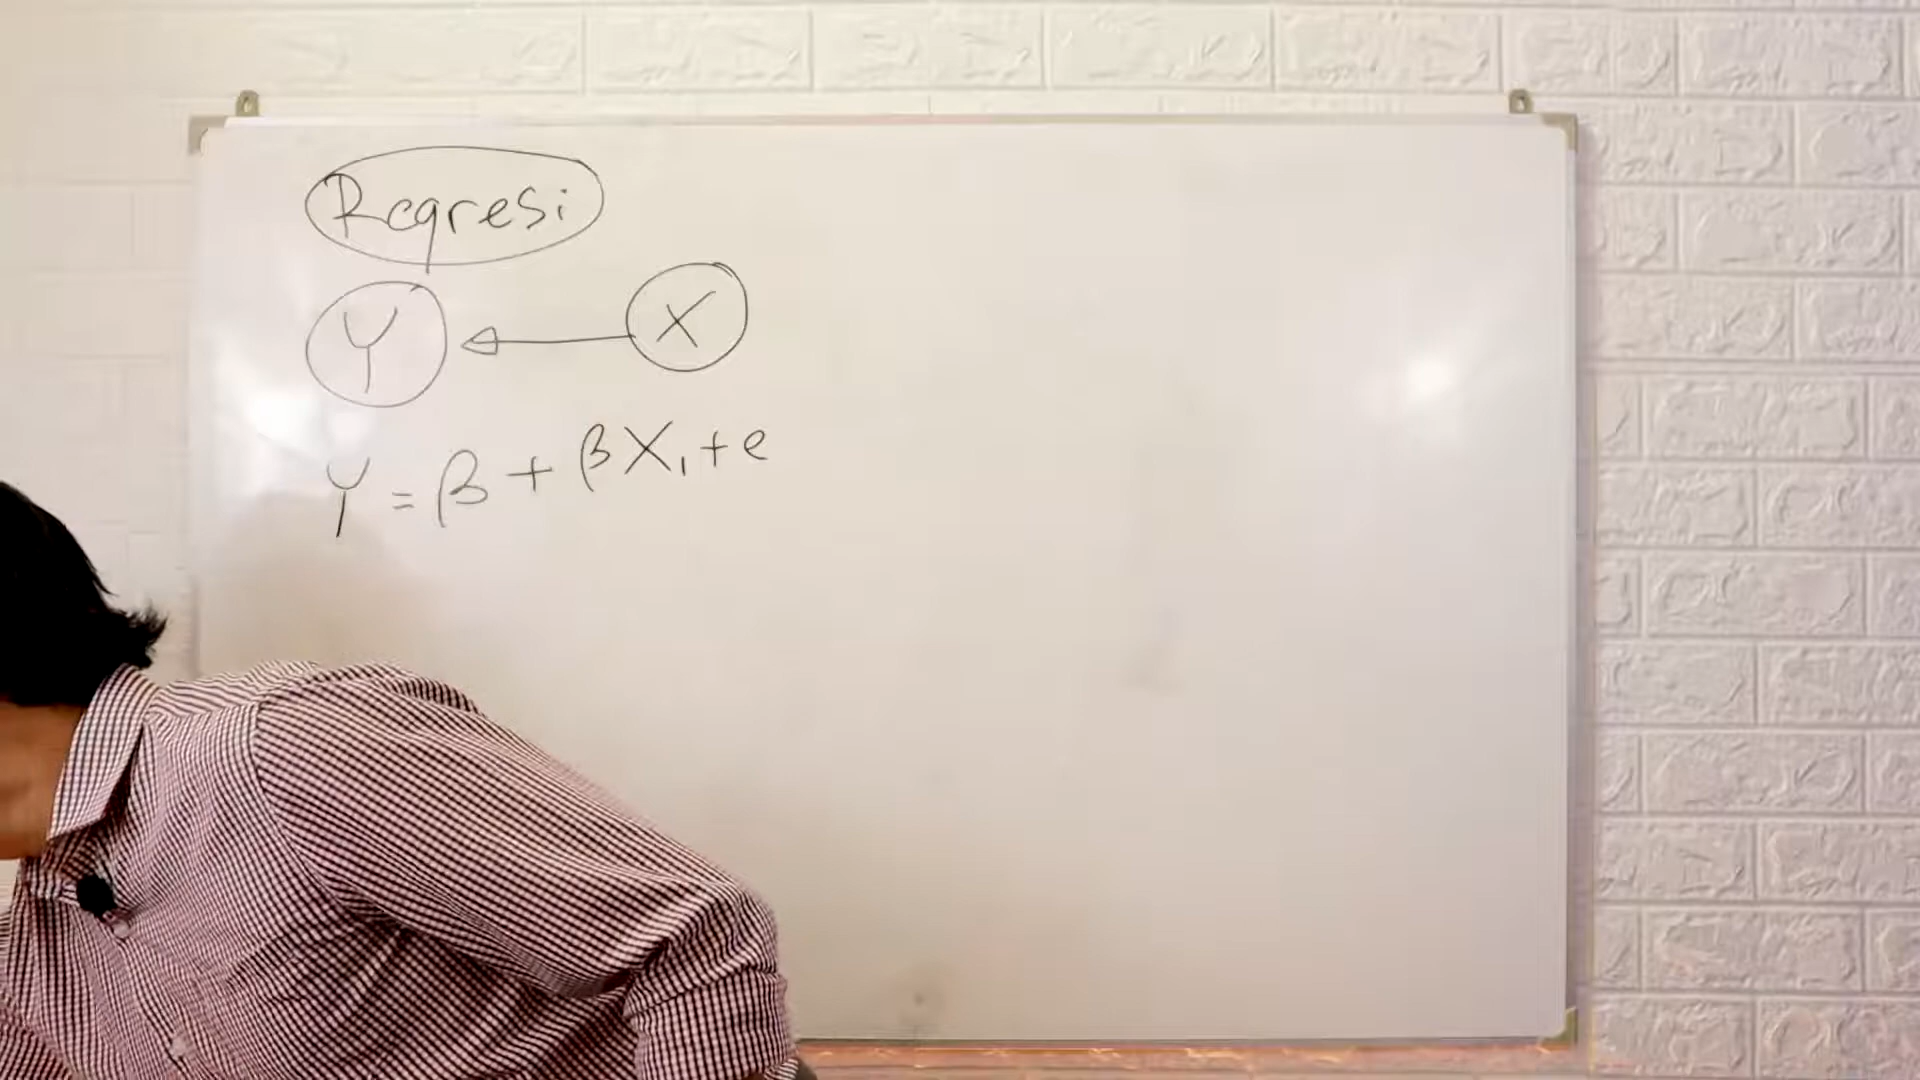 Regresi
Y X
Y = β + βX₁ + e